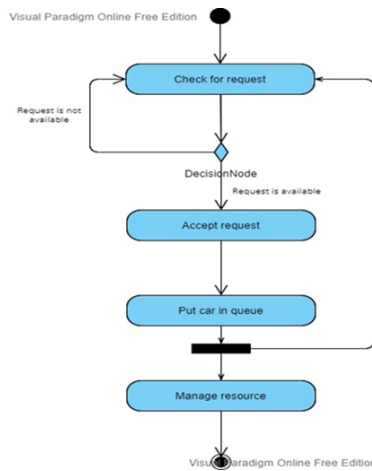 Visual Paradigm Online Free Edition
Check for request
Request is not
available
DecisionNode
Request is available
Accept request
Put car in queue
Manage resource
Visual Paradigm Online Free Edition